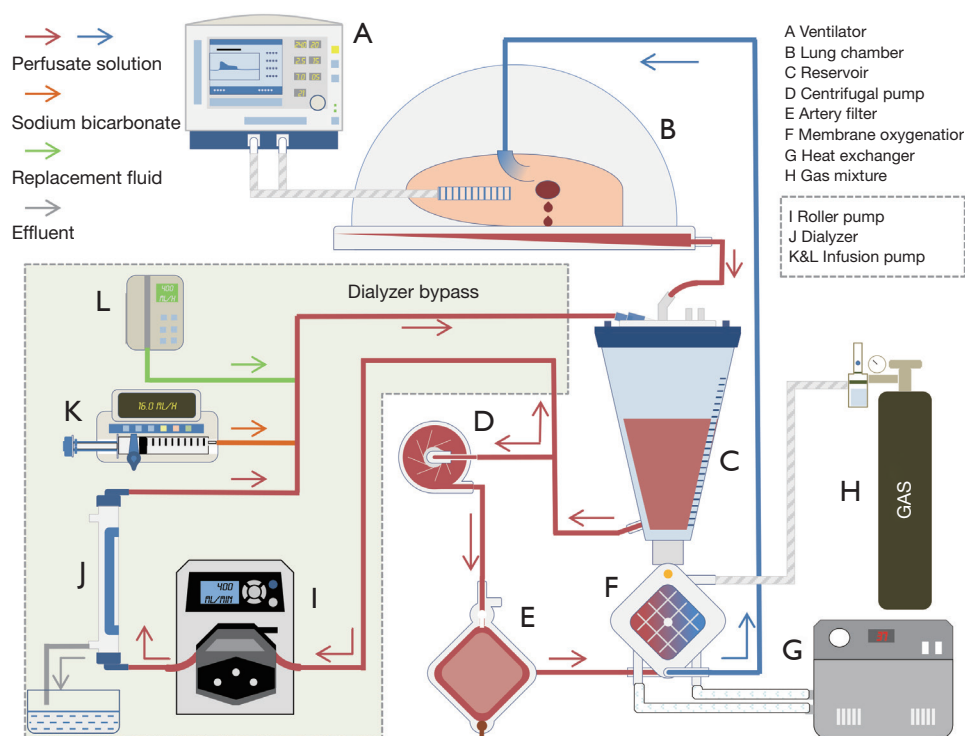 Perfusate solution
Sodium bicarbonate
Replacement fluid
Effluent
A
B
A Ventilator
B Lung chamber
C Reservoir
D Centrifugal pump
E Artery filter
F Membrane oxygenatior
G Heat exchanger
H Gas mixture
I Roller pump
J Dialyzer
K&L Infusion pump
Dialyzer bypass
L
400
ML/H
K
16.0 ML/H
D
C
H
GAS
J
I
400
ML/MIN
E
F
G